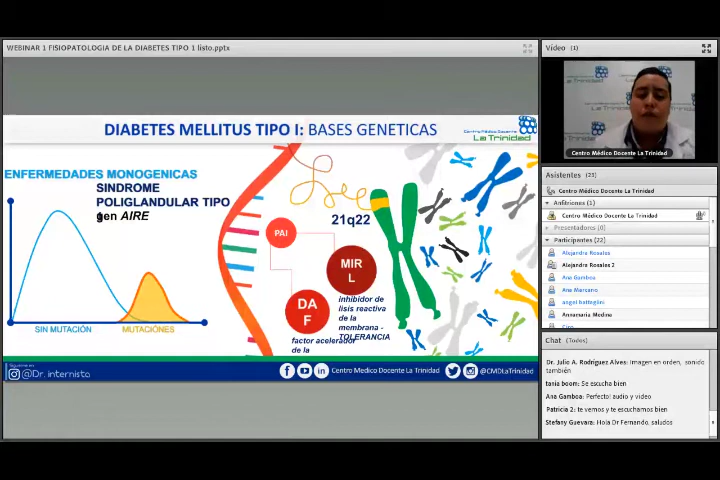 WEBINAR 1 FISIOPATOLOGIA DE LA DIABETES TIPO 1 listo.pptx
DIABETES MELLITUS TIPO I: BASES GENETICAS
Centro Médico Docente
La Trinidad
ENFERMEDADES MONOGENICAS
SINDROME
POLIGLANDULAR TIPO
gen AIRE
SIN MUTACIÓN
MUTACIÓNES
21q22
PAI
MIR
L
DA
F
inhibidor de
lisis reactiva
de la
membrana -
TOLERANCIA
factor acelerador
de la
@Dr. internista
Centro Medico Docente La Trinidad
@CMDLaTrinidad
Vídeo (1)
Centro Médico Docente La Trinidad
Asistentes (23)
Centro Médico Docente La Trinidad
Anfitriones (1)
Centro Médico Docente La Trinidad
Presentadores (0)
Participantes (22)
Alejandra Rosales
Alejandra Rosales 2
Ana Gamboa
Ana Marcano
angel battaglini
Annamaria Medina
Ciro
Chat (Todos)
Dr. Julio A. Rodríguez Alves: Imagen en orden, sonido
también
tania boom: Se escucha bien
Ana Gamboa: Perfecto! audio y video
Patricia 2: te vemos y te escuchamos bien
Stefany Guevara: Hola Dr Fernando, saludos